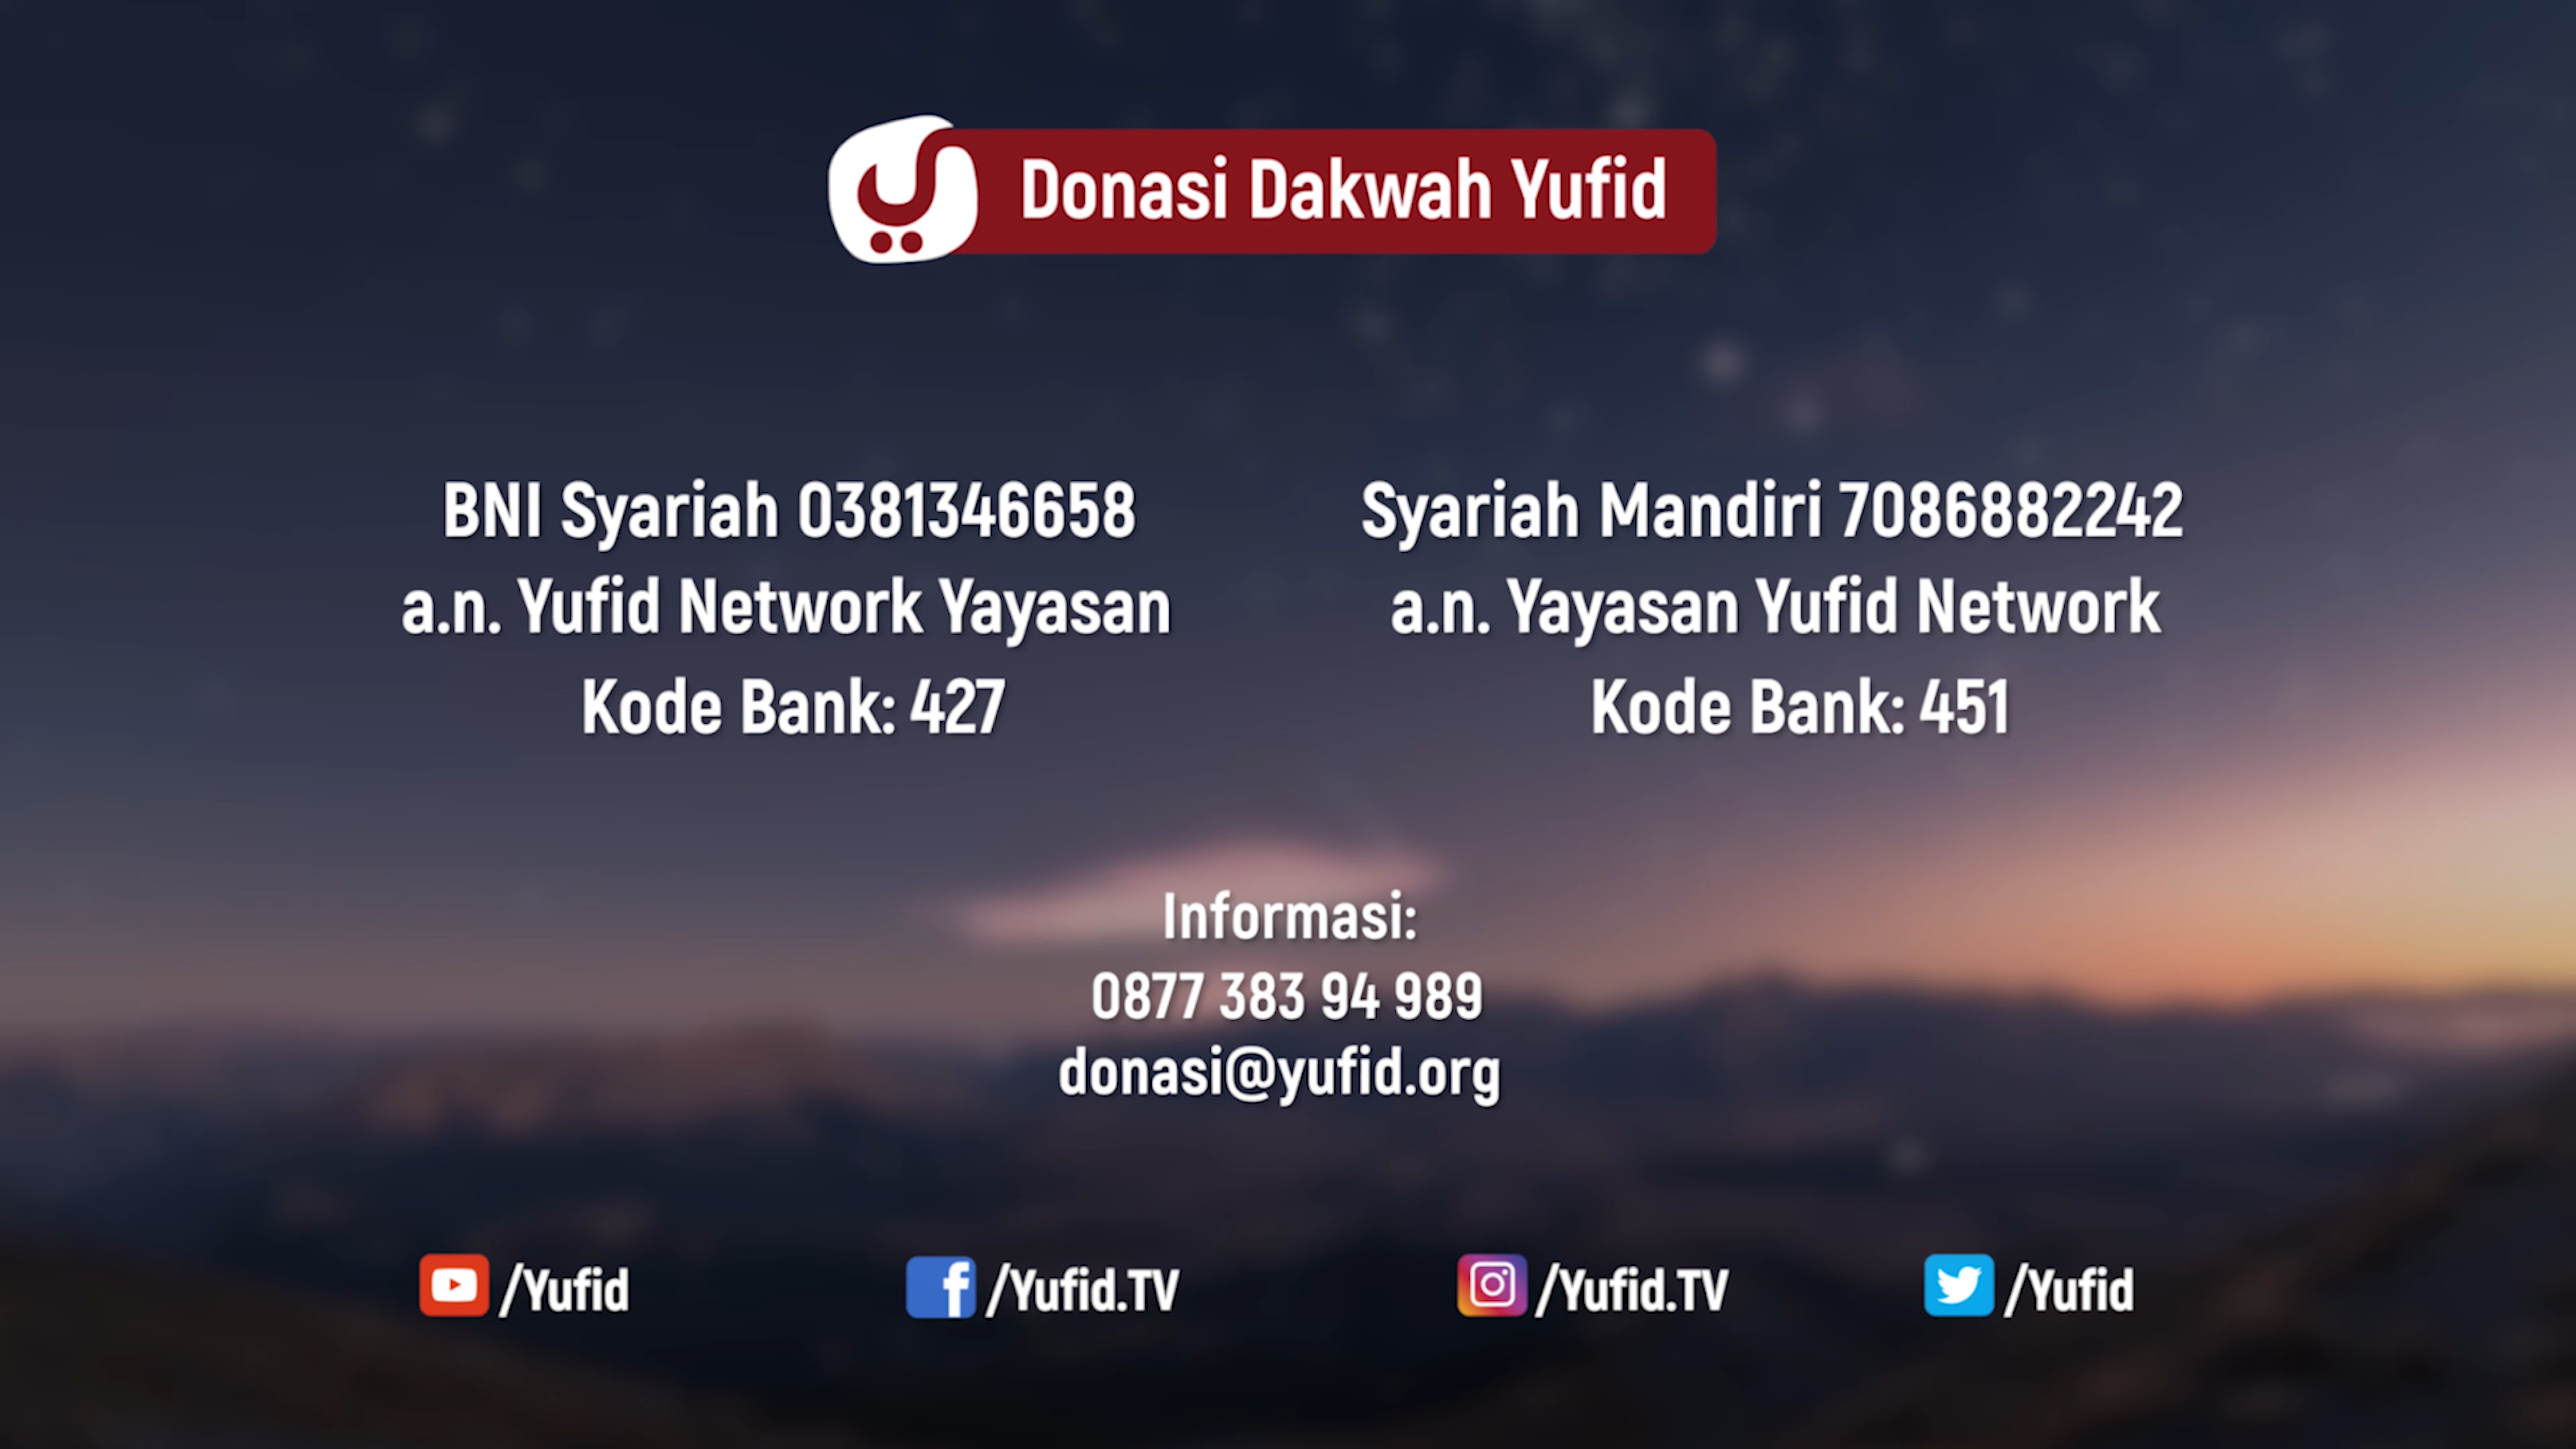 Donasi Dakwah Yufid
BNI Syariah 0381346658
a.n. Yufid Network Yayasan
Kode Bank: 427
Syariah Mandiri 7086882242
a.n. Yayasan Yufid Network
Kode Bank: 451
Informasi:
0877 383 94 989
donasi@yufid.org
/Yufid
/Yufid.TV
/Yufid.TV
/Yufid